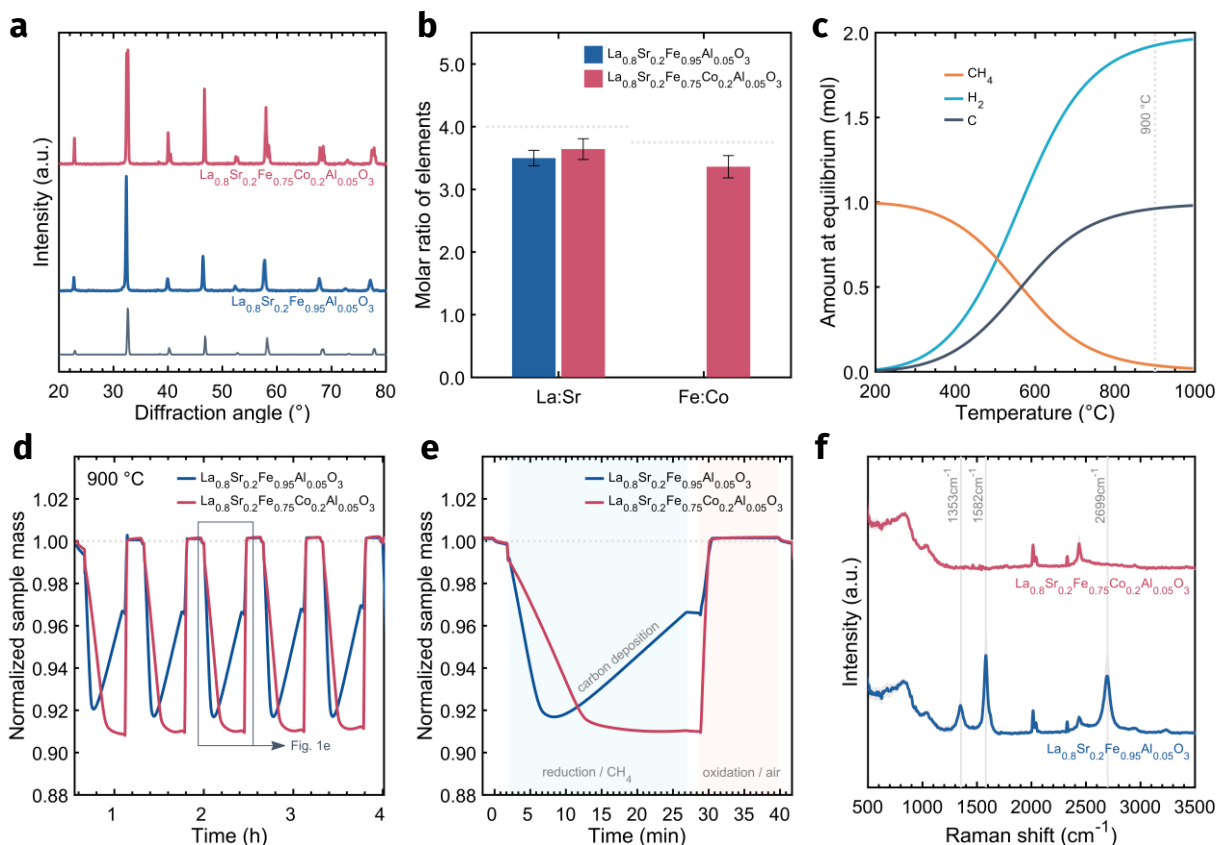 a
Intensity (a.u.)
La0.8Sr0.2Fe0.75Co0.2Al0.05O3
La0.8Sr0.2Fe0.95Al0.05O3
20 30 40 50 60 70 80
Diffraction angle (°)
b
Molar ratio of elements
5.0
4.0
3.0
2.0
1.0
0.0
La0.8Sr0.2Fe0.95Al0.05O3
La0.8Sr0.2Fe0.75Co0.2Al0.05O3
La:Sr Fe:Co
c
Amount at equilibrium (mol)
2.0
1.5
1.0
0.5
0.0
CH4
H2
C
900 °C
200 400 600 800 1000
Temperature (°C)
d
Normalized sample mass
900 °C
La0.8Sr0.2Fe0.95Al0.05O3
La0.8Sr0.2Fe0.75Co0.2Al0.05O3
1.02
1.00
0.98
0.96
0.94
0.92
0.90
0.88
Fig. 1e
1 2 3 4
Time (h)
e
Normalized sample mass
La0.8Sr0.2Fe0.95Al0.05O3
La0.8Sr0.2Fe0.75Co0.2Al0.05O3
1.02
1.00
0.98
0.96
0.94
0.92
0.90
0.88
carbon deposition
reduction / CH4
oxidation / air
0 5 10 15 20 25 30 35 40
Time (min)
f
Intensity (a.u.)
1353cm-1
1582cm-1
2699cm-1
La0.8Sr0.2Fe0.75Co0.2Al0.05O3
La0.8Sr0.2Fe0.95Al0.05O3
500 1000 1500 2000 2500 3000 3500
Raman shift (cm-1)